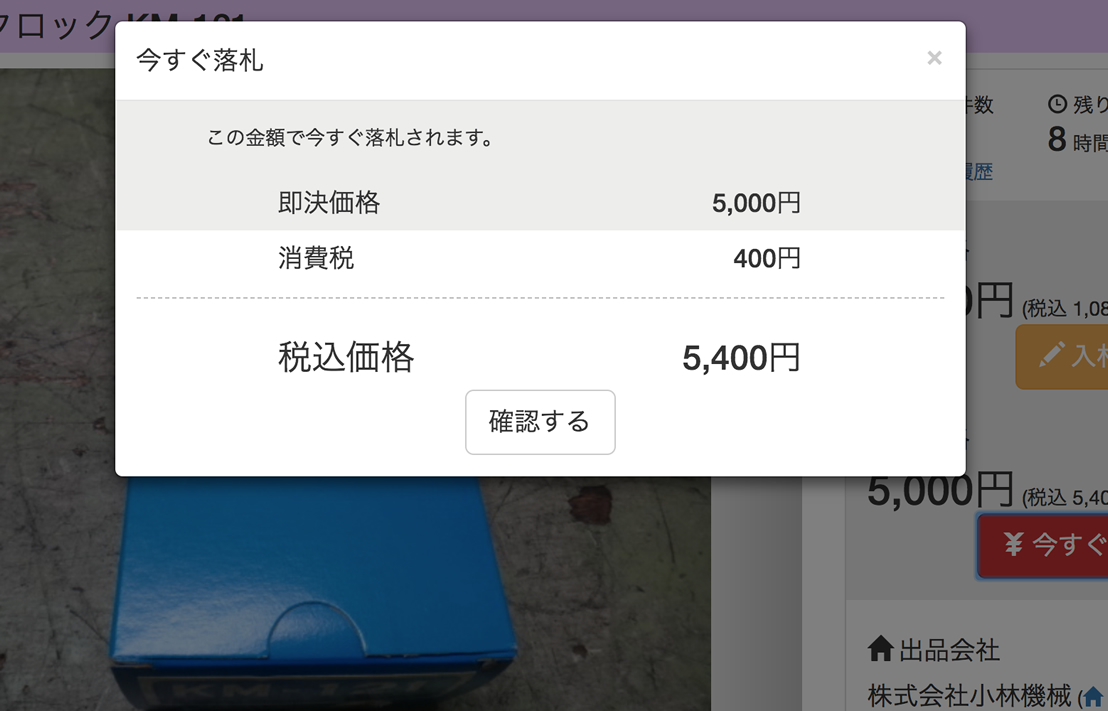 クロック KM-121
今すぐ落札
×
この金額で今すぐ落札されます。
即決価格 5,000円
消費税 400円
税込価格 5,400円
確認する
件数
残り
8 時間
履歴
円 (税込 1,08
入札
5,000円 (税込 5,40
今すぐ
出品会社
株式会社小林機械 (